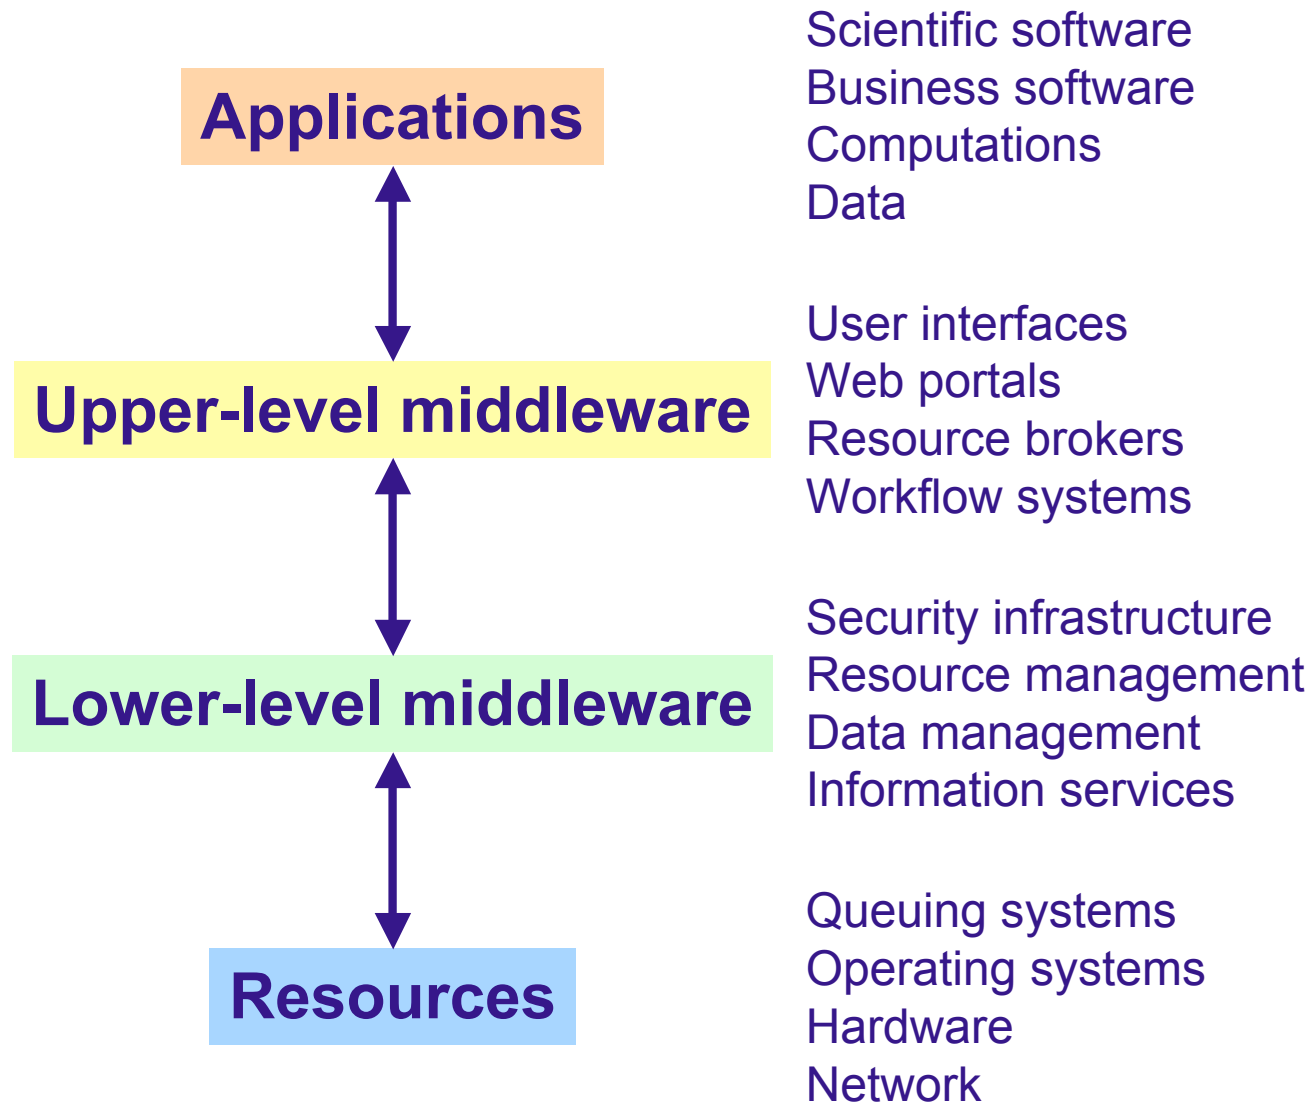 Applications
Scientific software
Business software
Computations
Data
Upper-level middleware
User interfaces
Web portals
Resource brokers
Workflow systems
Lower-level middleware
Security infrastructure
Resource management
Data management
Information services
Resources
Queuing systems
Operating systems
Hardware
Network